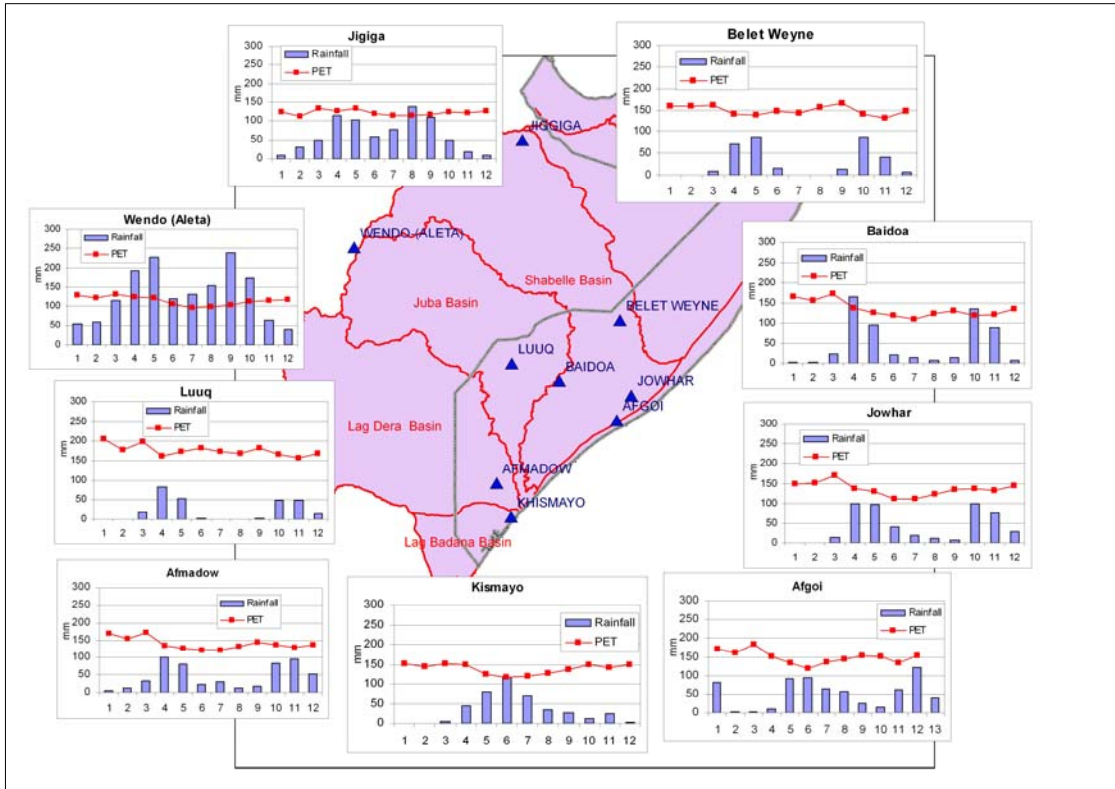 Jigiga
300
250
200
150
100
50
0
mm
Rainfall
PET
1 2 3 4 5 6 7 8 9 10 11 12
Belet Weyne
300
250
200
150
100
50
0
mm
Rainfall
PET
1 2 3 4 5 6 7 8 9 10 11 12
Wendo (Aleta)
300
250
200
150
100
50
0
mm
Rainfall
PET
1 2 3 4 5 6 7 8 9 10 11 12
Baidoa
300
250
200
150
100
50
0
mm
Rainfall
PET
1 2 3 4 5 6 7 8 9 10 11 12
Luuq
300
250
200
150
100
50
0
mm
Rainfall
PET
1 2 3 4 5 6 7 8 9 10 11 12
Jowhar
300
250
200
150
100
50
0
mm
Rainfall
PET
1 2 3 4 5 6 7 8 9 10 11 12
Afmadow
300
250
200
150
100
50
0
mm
Rainfall
PET
1 2 3 4 5 6 7 8 9 10 11 12
Kismayo
300
250
200
150
100
50
0
mm
Rainfall
PET
1 2 3 4 5 6 7 8 9 10 11 12
Afgoi
300
250
200
150
100
50
0
mm
Rainfall
PET
1 2 3 4 5 6 7 8 9 10 11 12 13
JIGGIGA
WENDO (ALETA)
Shabelle Basin
Juba Basin
BELET WEYNE
LUUQ
BAIDOA
JOWHAR
AFGOI
Lag Dera Basin
AFMADOW
KHISMAYO
Lag Badana Basin